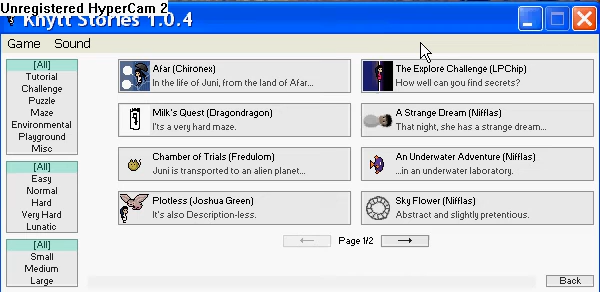 Unregistered HyperCam 2
Knytt Stories 1.0.4
Game Sound
[All]
Tutorial
Challenge
Puzzle
Maze
Environmental
Playground
Misc
[All]
Easy
Normal
Hard
Very Hard
Lunatic
[All]
Small
Medium
Large
Afar (Chironex)
In the life of Juni, from the land of Afar...
The Explore Challenge (LPChip)
How well can you find secrets?
Milk's Quest (Dragondragon)
I'ts a very hard maze.
A Strange Dream (Nifflas)
That night, she has a strange dream...
Chamber of Trials (Fredulom)
Juni is transported to an alien planet...
An Underwater Adventure (Nifflas)
...in an underwater laboratory.
Plotless (Joshua Green)
It's also Description-less.
Sky Flower (Nifflas)
Abstract and slightly pretentious.
Page 1/2
Back